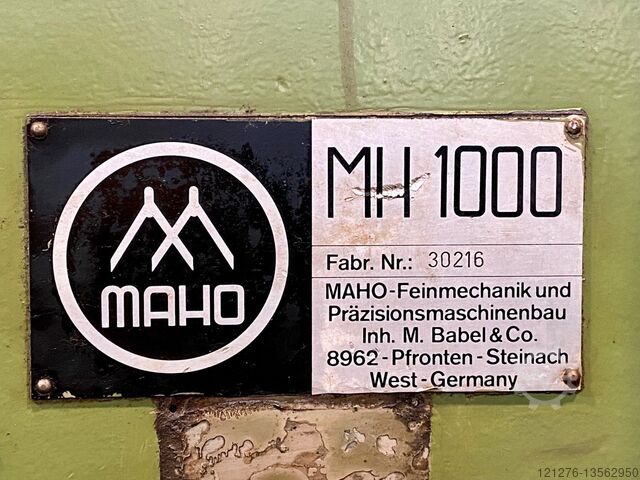 MAHO
MH 1000
Fabr. Nr.: 30216
MAHO-Feinmechanik und
Präzisionsmaschinenbau
Inh. M. Babel & Co.
8962-Pfronten-Steinach
West-Germany
121276-13562950